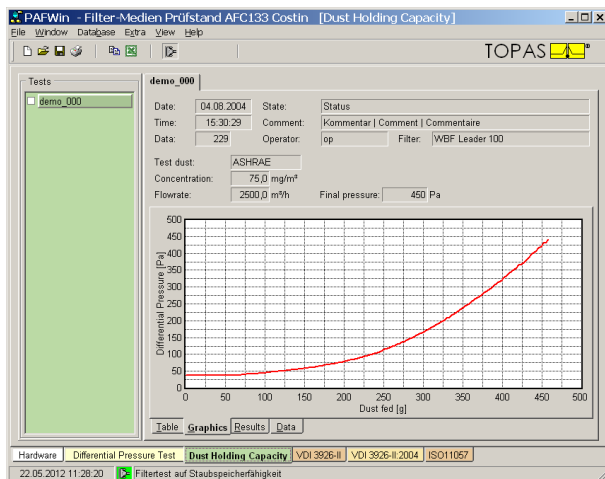 PAFWin - Filter-Medien Prüfstand AFC133 Costin [Dust Holding Capacity]
File Window Database Extra View Help
TOPAS
Tests
demo_000
demo_000
Date: 04.08.2004 State: Status
Time: 15:30:29 Comment: Kommentar | Comment | Commentaire
Data: 229 Operator: op Filter: WBF Leader 100
Test dust: ASHRAE
Concentration: 75,0 mg/m³
Flowrate: 2500,0 m³/h Final pressure: 450 Pa
Differential Pressure [Pa]
500
450
400
350
300
250
200
150
100
50
0
0 50 100 150 200 250 300 350 400 450 500
Dust fed [g]
Table Graphics Results Data
Hardware Differential Pressure Test Dust Holding Capacity VDI 3926-II VDI 3926-II:2004 ISO11057
22.05.2012 11:28:20 Filtertest auf Staubspeicherfähigkeit